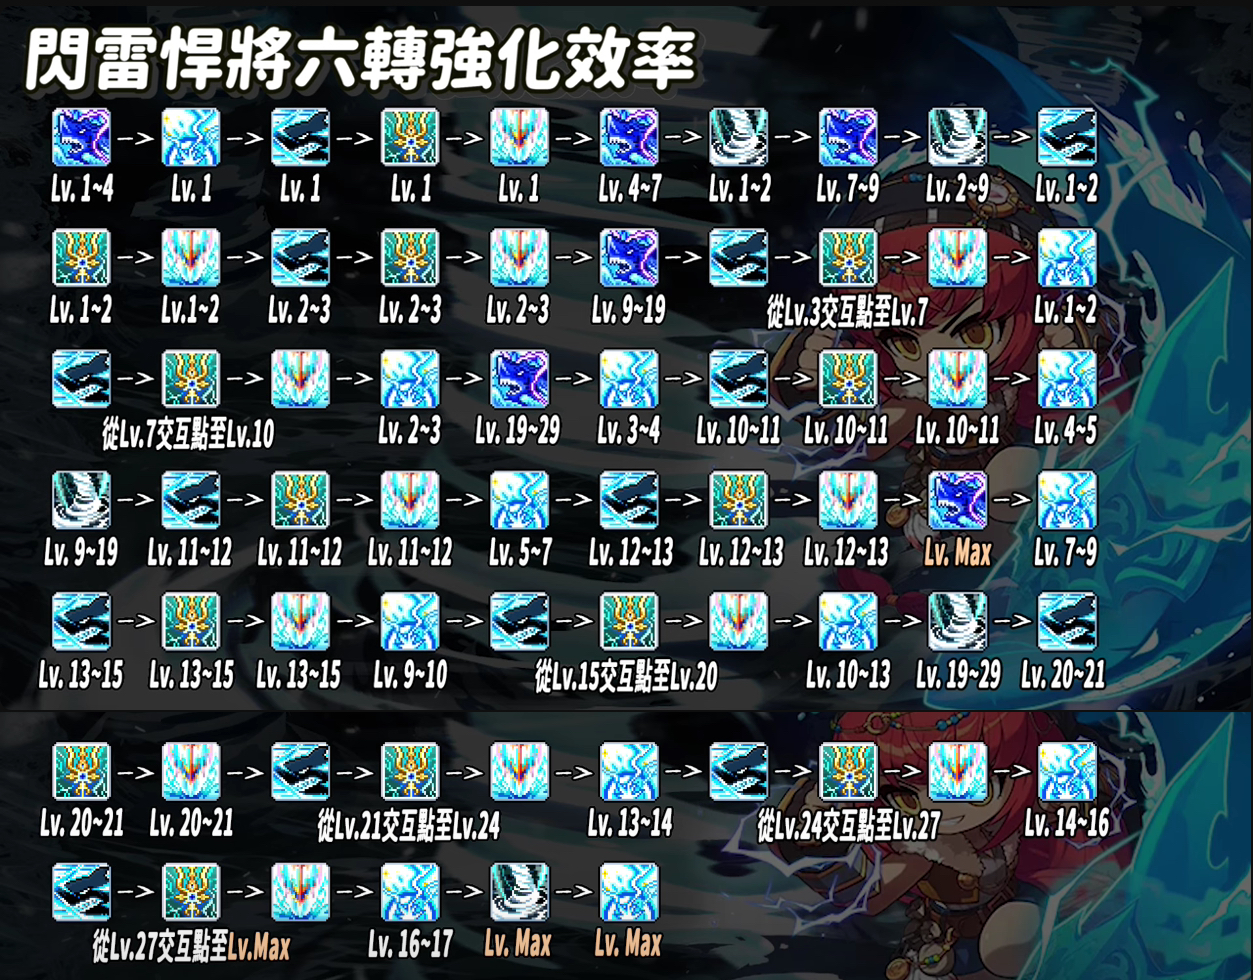 閃雷悍將六轉強化效率
Lv. 1~4 Lv. 1 Lv. 1 Lv. 1 Lv. 1 Lv. 4~7 Lv. 1~2 Lv. 7~9 Lv. 2~9 Lv. 1~2
Lv. 1~2 Lv.1~2 Lv. 2~3 Lv. 2~3 Lv. 2~3 Lv. 9~19 從Lv.3交互點至Lv.7 Lv. 1~2
從Lv.7交互點至Lv.10 Lv. 2~3 Lv. 19~29 Lv. 3~4 Lv. 10~11 Lv. 10~11 Lv. 10~11 Lv. 4~5
Lv. 9~19 Lv. 11~12 Lv. 11~12 Lv. 11~12 Lv. 5~7 Lv. 12~13 Lv. 12~13 Lv. 12~13 Lv. Max Lv. 7~9
Lv. 13~15 Lv. 13~15 Lv. 13~15 Lv. 9~10 從Lv.15交互點至Lv.20 Lv. 10~13 Lv. 19~29 Lv. 20~21
Lv. 20~21 Lv. 20~21 從Lv.21交互點至Lv.24 Lv. 13~14 從Lv.24交互點至Lv.27 Lv. 14~16
從Lv.27交互點至Lv.Max Lv. 16~17 Lv. Max Lv. Max